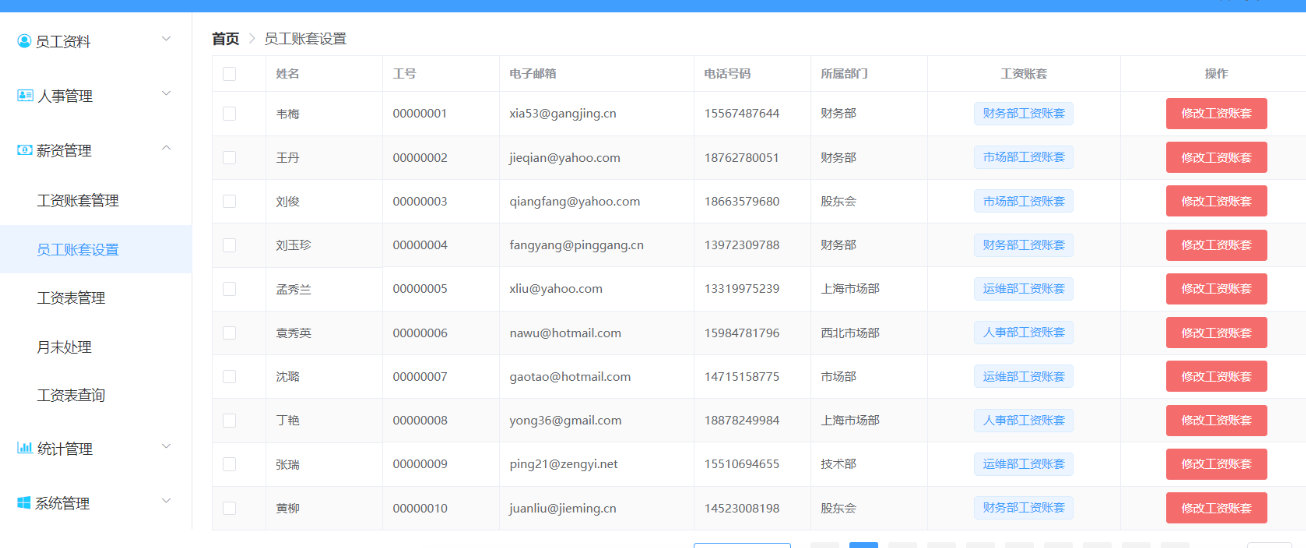 首页 > 员工账套设置
员工资料
人事管理
薪资管理
工资账套管理
员工账套设置
工资表管理
月末处理
工资表查询
统计管理
系统管理
姓名 工号 电子邮箱 电话号码 所属部门 工资账套 操作
韦梅 00000001 xia53@gangjing.cn 15567487644 财务部 财务部工资账套 修改工资账套
王丹 00000002 jieqian@yahoo.com 18762780051 财务部 市场部工资账套 修改工资账套
刘俊 00000003 qiangfang@yahoo.com 18663579680 股东会 市场部工资账套 修改工资账套
刘玉珍 00000004 fangyang@pinggang.cn 13972309788 财务部 财务部工资账套 修改工资账套
孟秀兰 00000005 xliu@yahoo.com 13319975239 上海市场部 运维部工资账套 修改工资账套
袁秀英 00000006 nawu@hotmail.com 15984781796 西北市场部 人事部工资账套 修改工资账套
沈璐 00000007 gaotao@hotmail.com 14715158775 市场部 运维部工资账套 修改工资账套
丁艳 00000008 yong36@gmail.com 18878249984 上海市场部 人事部工资账套 修改工资账套
张瑞 00000009 ping21@zengyi.net 15510694655 技术部 运维部工资账套 修改工资账套
黄柳 00000010 juanliu@jieming.cn 14523008198 股东会 财务部工资账套 修改工资账套